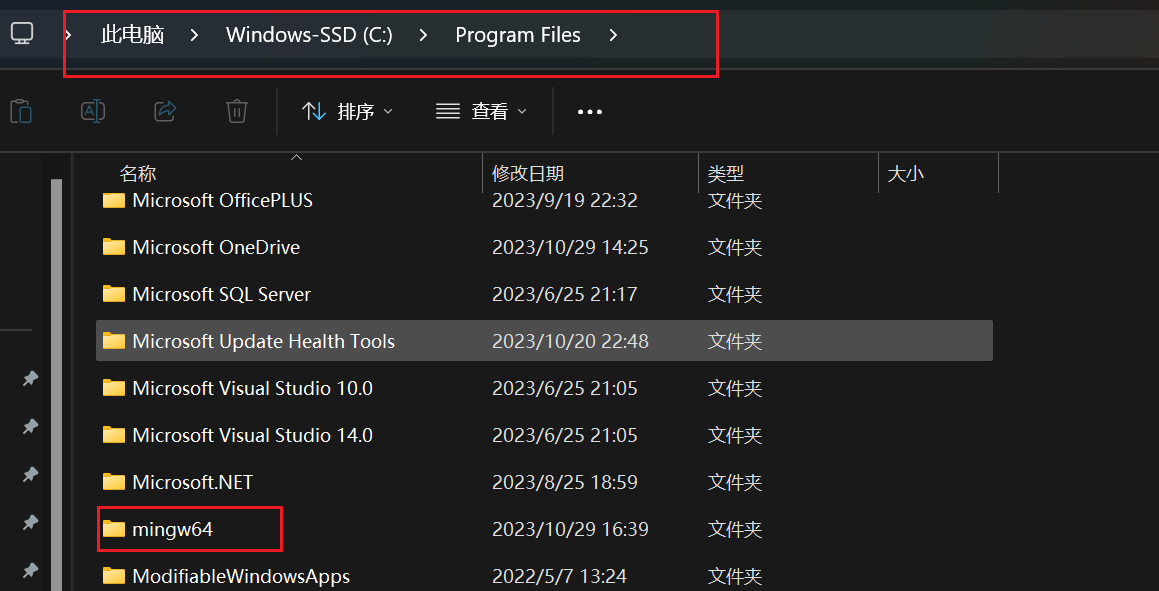 此电脑 > Windows-SSD (C:) > Program Files >
排序 查看 •••
名称 修改日期 类型 大小
Microsoft OfficePLUS 2023/9/19 22:32 文件夹
Microsoft OneDrive 2023/10/29 14:25 文件夹
Microsoft SQL Server 2023/6/25 21:17 文件夹
Microsoft Update Health Tools 2023/10/20 22:48 文件夹
Microsoft Visual Studio 10.0 2023/6/25 21:05 文件夹
Microsoft Visual Studio 14.0 2023/6/25 21:05 文件夹
Microsoft.NET 2023/8/25 18:59 文件夹
mingw64 2023/10/29 16:39 文件夹
ModifiableWindowsApps 2022/5/7 13:24 文件夹